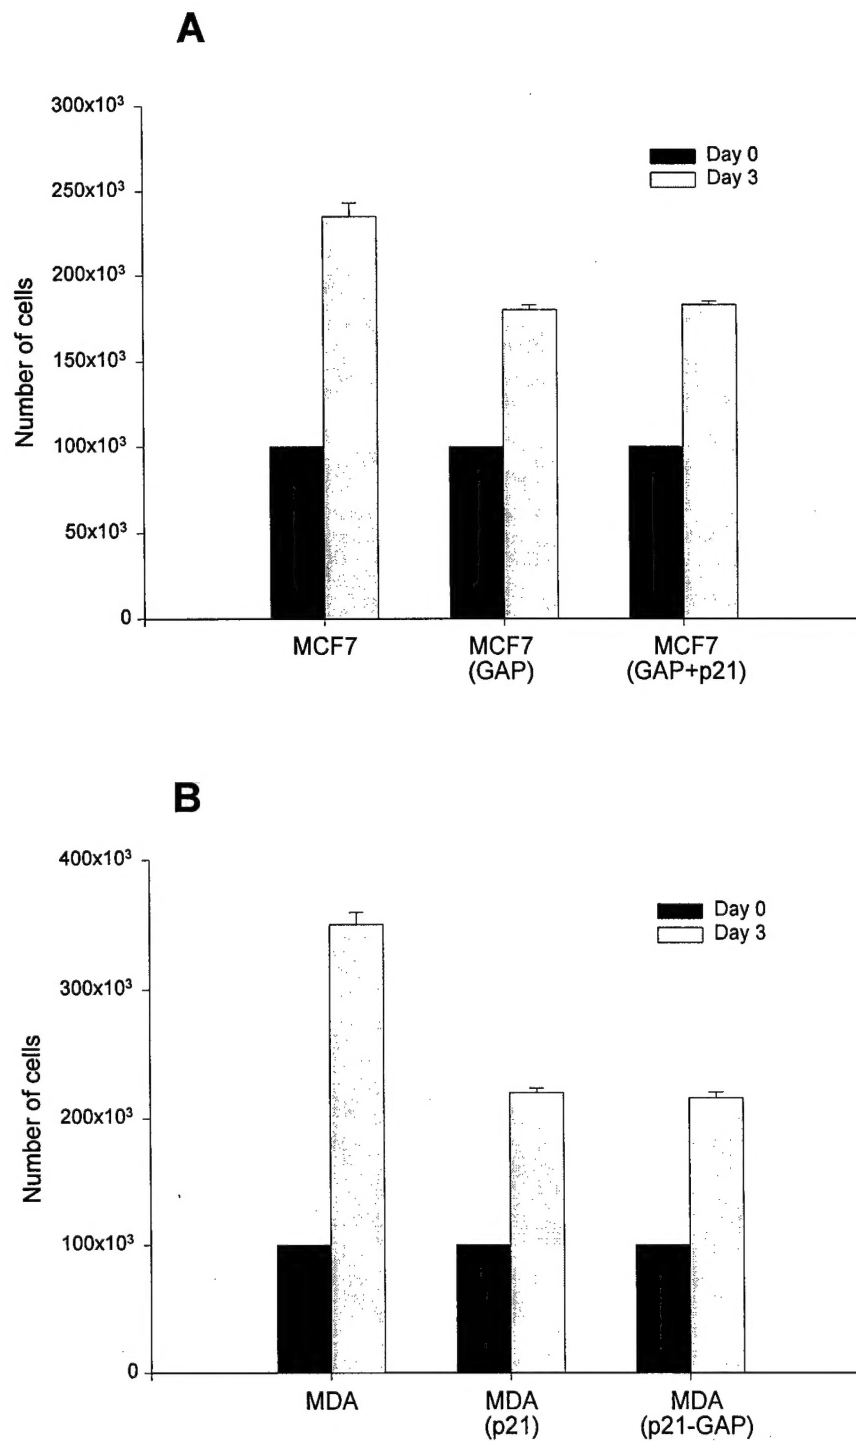 A
300x10³
250x10³
200x10³
150x10³
100x10³
50x10³
0
Number of cells
Day 0
Day 3
MCF7
MCF7
(GAP)
MCF7
(GAP+p21)
B
400x10³
300x10³
200x10³
100x10³
0
Number of cells
Day 0
Day 3
MDA
MDA
(p21)
MDA
(p21-GAP)